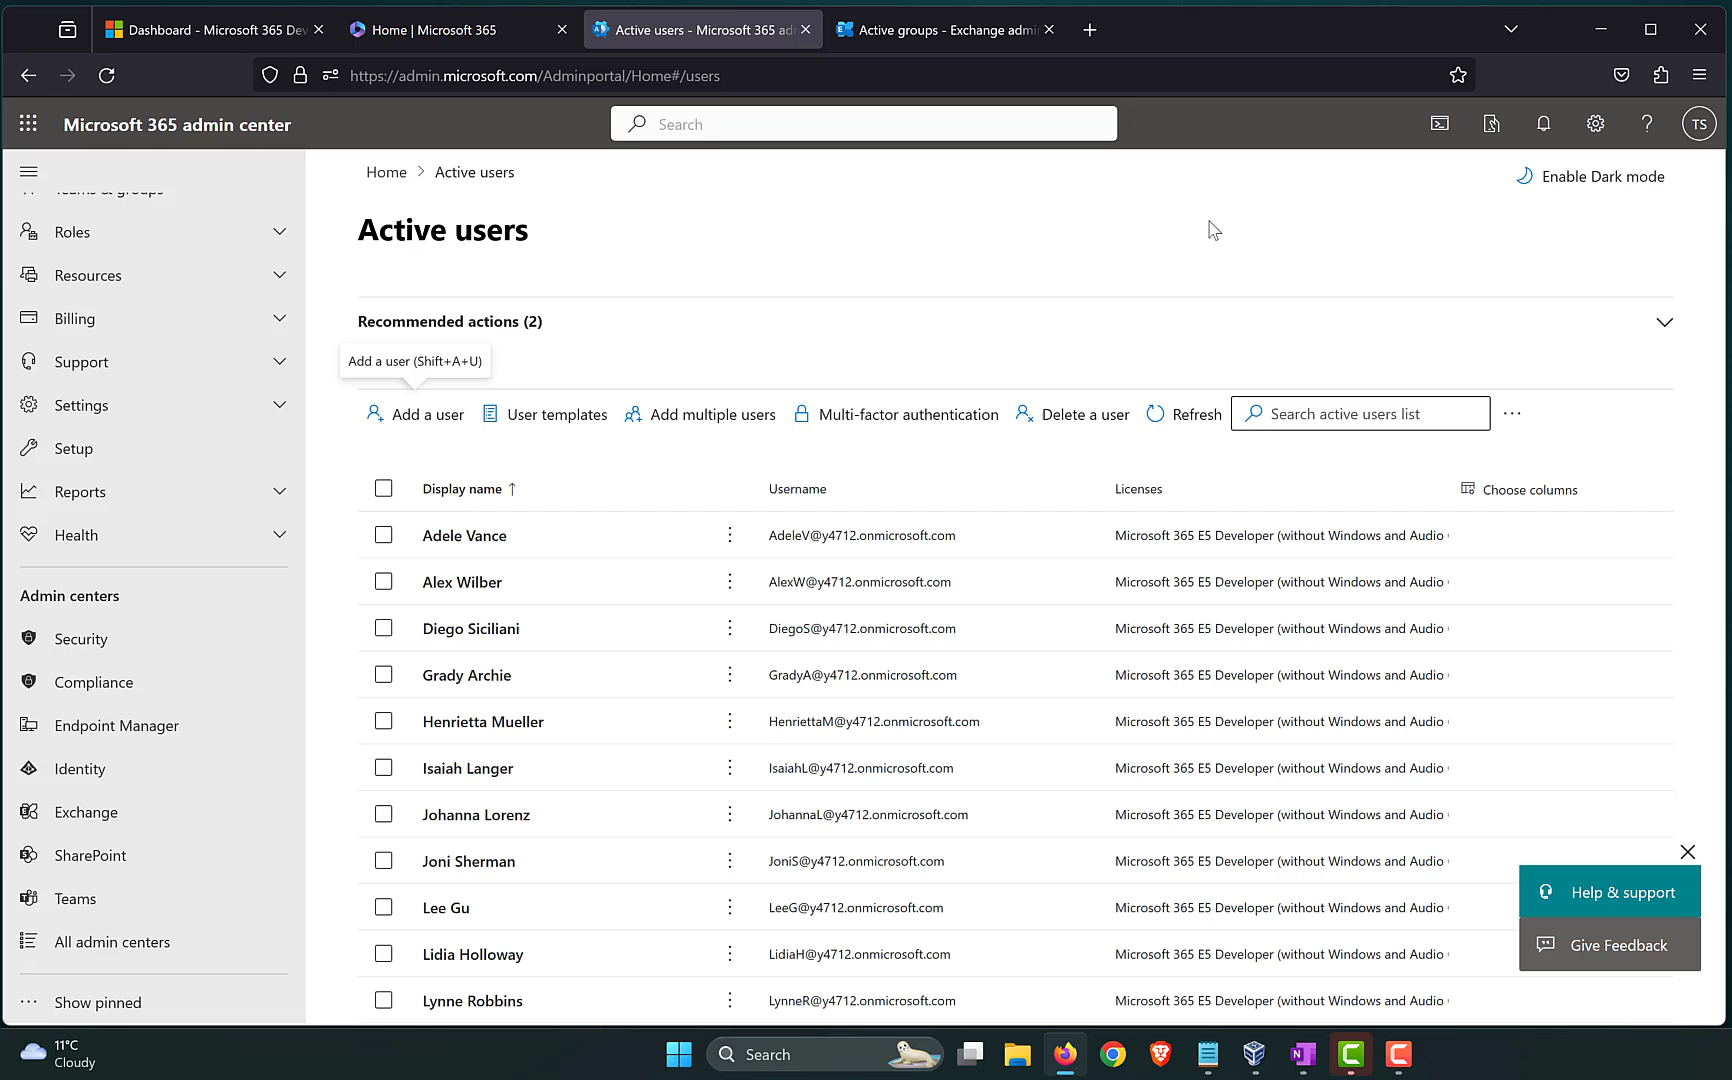 Dashboard - Microsoft 365 Dev
Home | Microsoft 365
Active users - Microsoft 365 ad
Active groups - Exchange admi
https://admin.microsoft.com/Adminportal/Home#/users
Microsoft 365 admin center
Search
TS
Teams & groups
Roles
Resources
Billing
Support
Settings
Setup
Reports
Health
Admin centers
Security
Compliance
Endpoint Manager
Identity
Exchange
SharePoint
Teams
All admin centers
Show pinned
Home > Active users
Enable Dark mode
Active users
Recommended actions (2)
Add a user (Shift+A+U)
Add a user User templates Add multiple users Multi-factor authentication Delete a user Refresh Search active users list
Display name ↑ Username Licenses Choose columns
Adele Vance AdeleV@y4712.onmicrosoft.com Microsoft 365 E5 Developer (without Windows and Audio
Alex Wilber AlexW@y4712.onmicrosoft.com Microsoft 365 E5 Developer (without Windows and Audio
Diego Siciliani DiegoS@y4712.onmicrosoft.com Microsoft 365 E5 Developer (without Windows and Audio
Grady Archie GradyA@y4712.onmicrosoft.com Microsoft 365 E5 Developer (without Windows and Audio
Henrietta Mueller HenriettaM@y4712.onmicrosoft.com Microsoft 365 E5 Developer (without Windows and Audio
Isaiah Langer IsaiahL@y4712.onmicrosoft.com Microsoft 365 E5 Developer (without Windows and Audio
Johanna Lorenz JohannaL@y4712.onmicrosoft.com Microsoft 365 E5 Developer (without Windows and Audio
Joni Sherman JoniS@y4712.onmicrosoft.com Microsoft 365 E5 Developer (without Windows and Audio
Lee Gu LeeG@y4712.onmicrosoft.com Microsoft 365 E5 Developer (without Windows and Audio
Lidia Holloway LidiaH@y4712.onmicrosoft.com Microsoft 365 E5 Developer (without Windows and Audio
Lynne Robbins LynneR@y4712.onmicrosoft.com Microsoft 365 E5 Developer (without Windows and Audio
Help & support
Give Feedback
11°C
Cloudy
Search